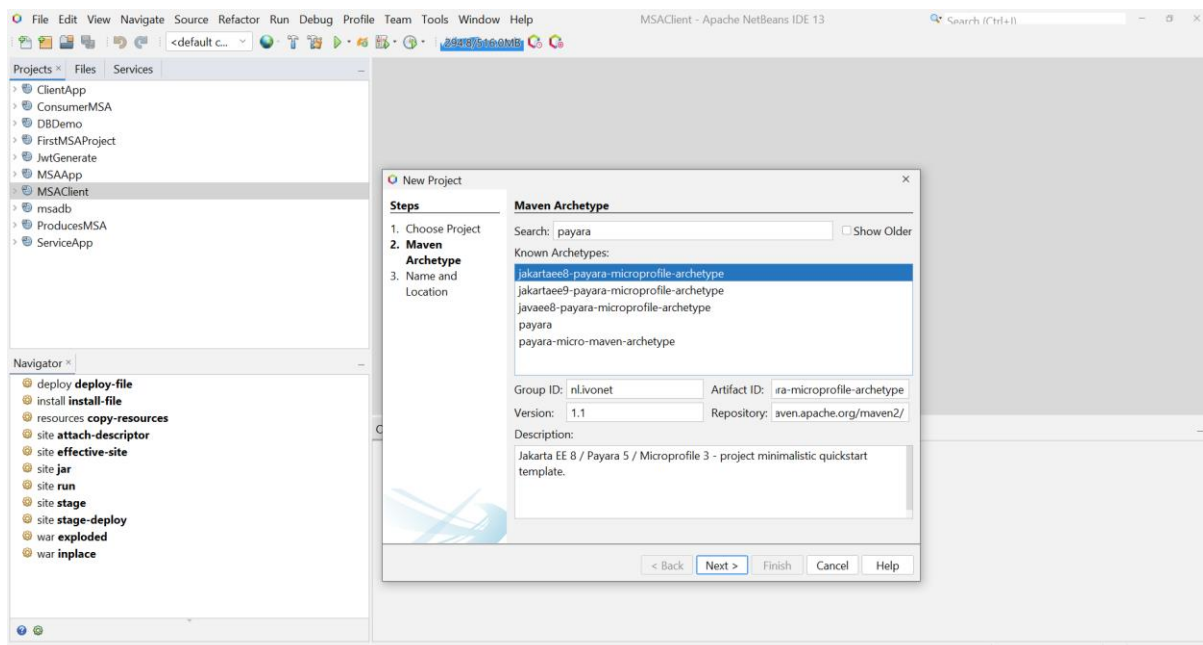 File Edit View Navigate Source Refactor Run Debug Profile Team Tools Window Help MSAClient - Apache NetBeans IDE 13 Search (Ctrl+I)
<default c... 294.8/516.0MB
Projects Files Services
ClientApp
ConsumerMSA
DBDemo
FirstMSAProject
JwtGenerate
MSAApp
MSAClient
msadb
ProducesMSA
ServiceApp
Navigator
deploy deploy-file
install install-file
resources copy-resources
site attach-descriptor
site effective-site
site jar
site run
site stage
site stage-deploy
war exploded
war inplace
New Project
Steps
1. Choose Project
2. Maven
Archetype
3. Name and
Location
Maven Archetype
Search: payara Show Older
Known Archetypes:
jakartaee8-payara-microprofile-archetype
jakartaee9-payara-microprofile-archetype
javaee8-payara-microprofile-archetype
payara
payara-micro-maven-archetype
Group ID: nl.ivonet Artifact ID: ra-microprofile-archetype
Version: 1.1 Repository: aven.apache.org/maven2/
Description:
Jakarta EE 8 / Payara 5 / Microprofile 3 - project minimalistic quickstart
template.
< Back Next > Finish Cancel Help